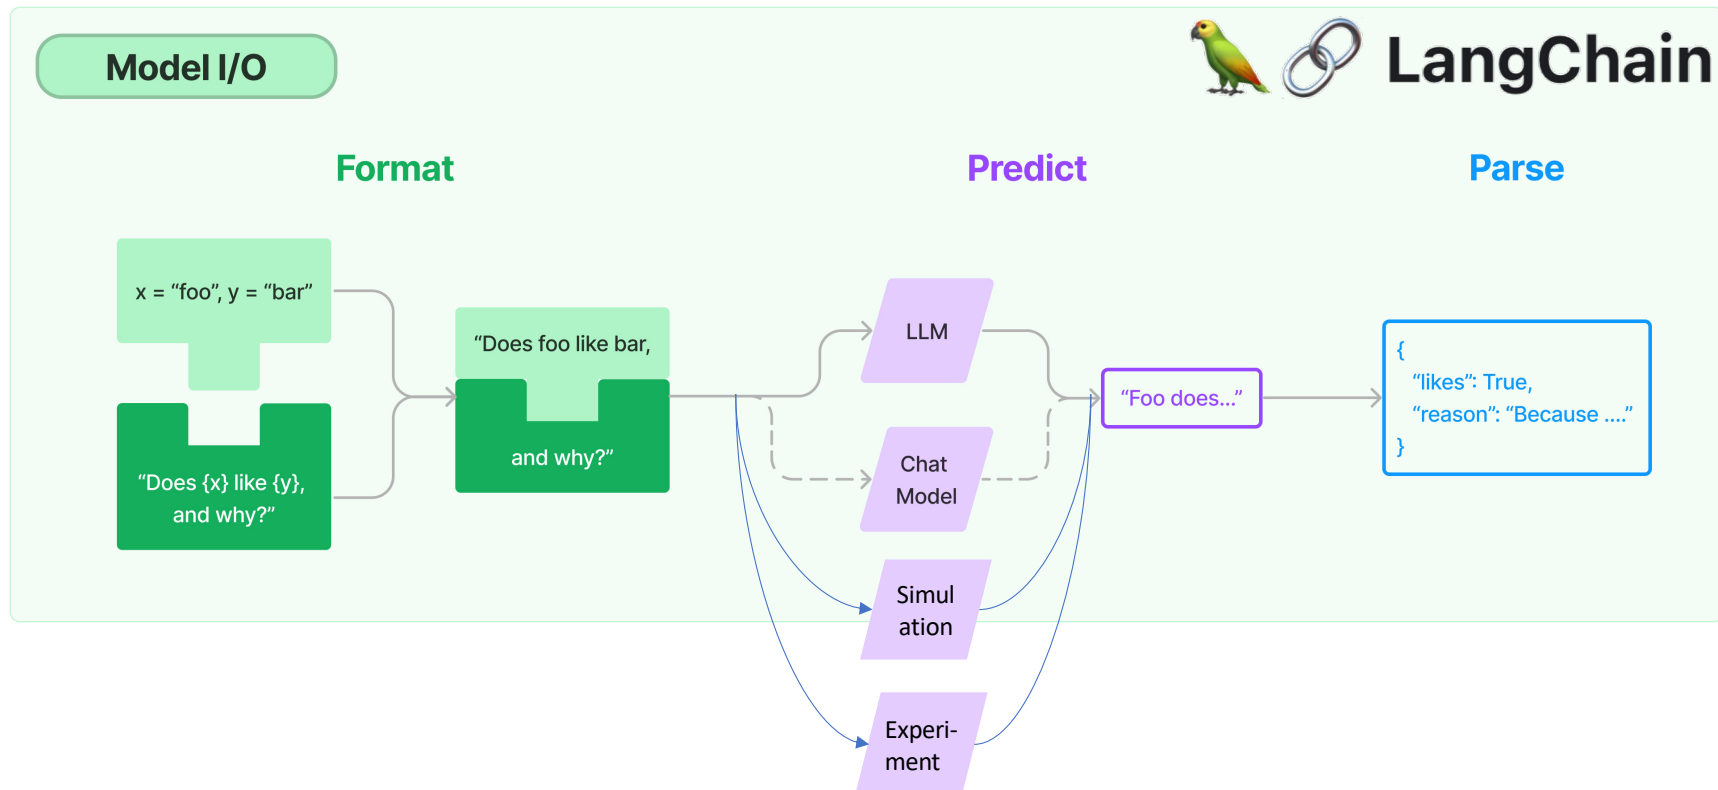 Model I/O
LangChain
Format
Predict
Parse
x = “foo”, y = “bar”
“Does {x} like {y},
and why?”
“Does foo like bar,
and why?”
LLM
Chat
Model
Simul
ation
Experi-
ment
“Foo does...”
{
“likes”: True,
“reason”: “Because ....”
}